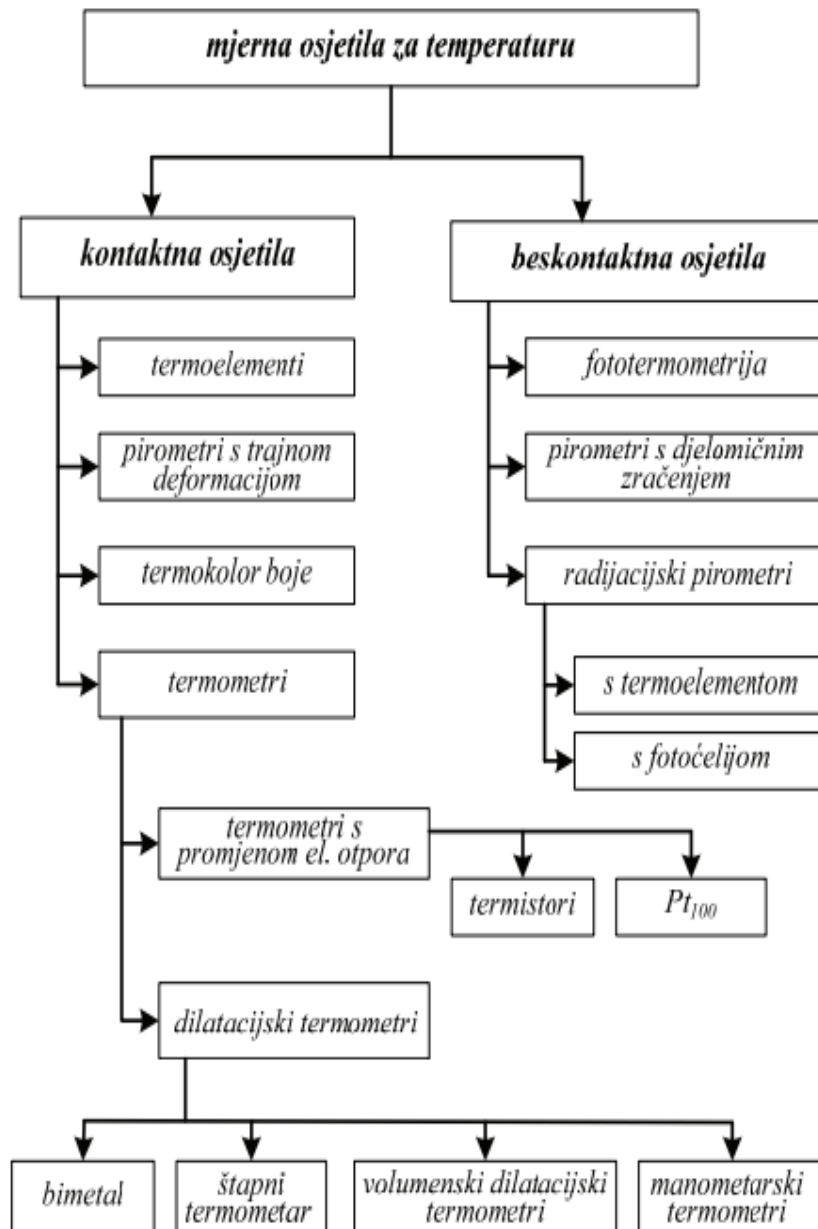 mjerna osjetila za temperaturu
kontaktna osjetila
termoelementi
pirometri s trajnom
deformacijom
termokolor boje
termometri
beskontaktna osjetila
fototermometrija
pirometri s djelomičnim
zračenjem
radijacijski pirometri
s termoelementom
s fotoćelijom
termometri s
promjenom el. otpora
termistori
Pt₁₀₀
dilatacijski termometri
bimetal
štapni
termometar
volumenski dilatacijski
termometri
manometarski
termometri